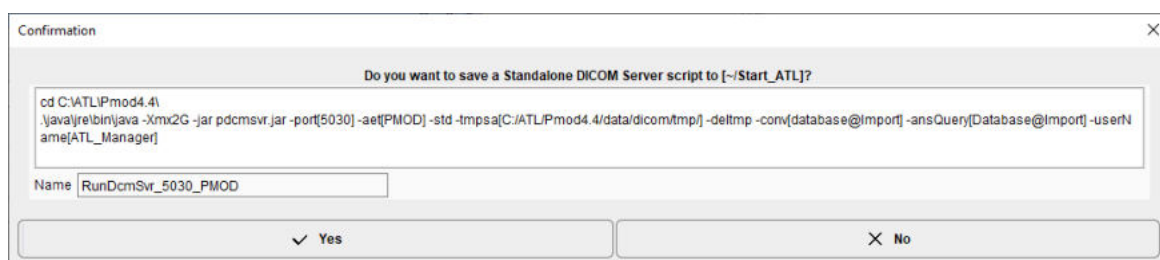 Confirmation
Do you want to save a Standalone DICOM Server script to [~/Start_ATL]?
cd C:\ATL\Pmod4.4\
.\java\jre\bin\java -Xmx2G -jar pdcmsvr.jar -port[5030] -aet[PMOD] -std -tmpsa[C:/ATL/Pmod4.4/data/dicom/tmp/] -deltmp -conv[database@Import] -ansQuery[Database@Import] -userN
ame[ATL_Manager]
Name RunDcmSvr_5030_PMOD
Yes
No